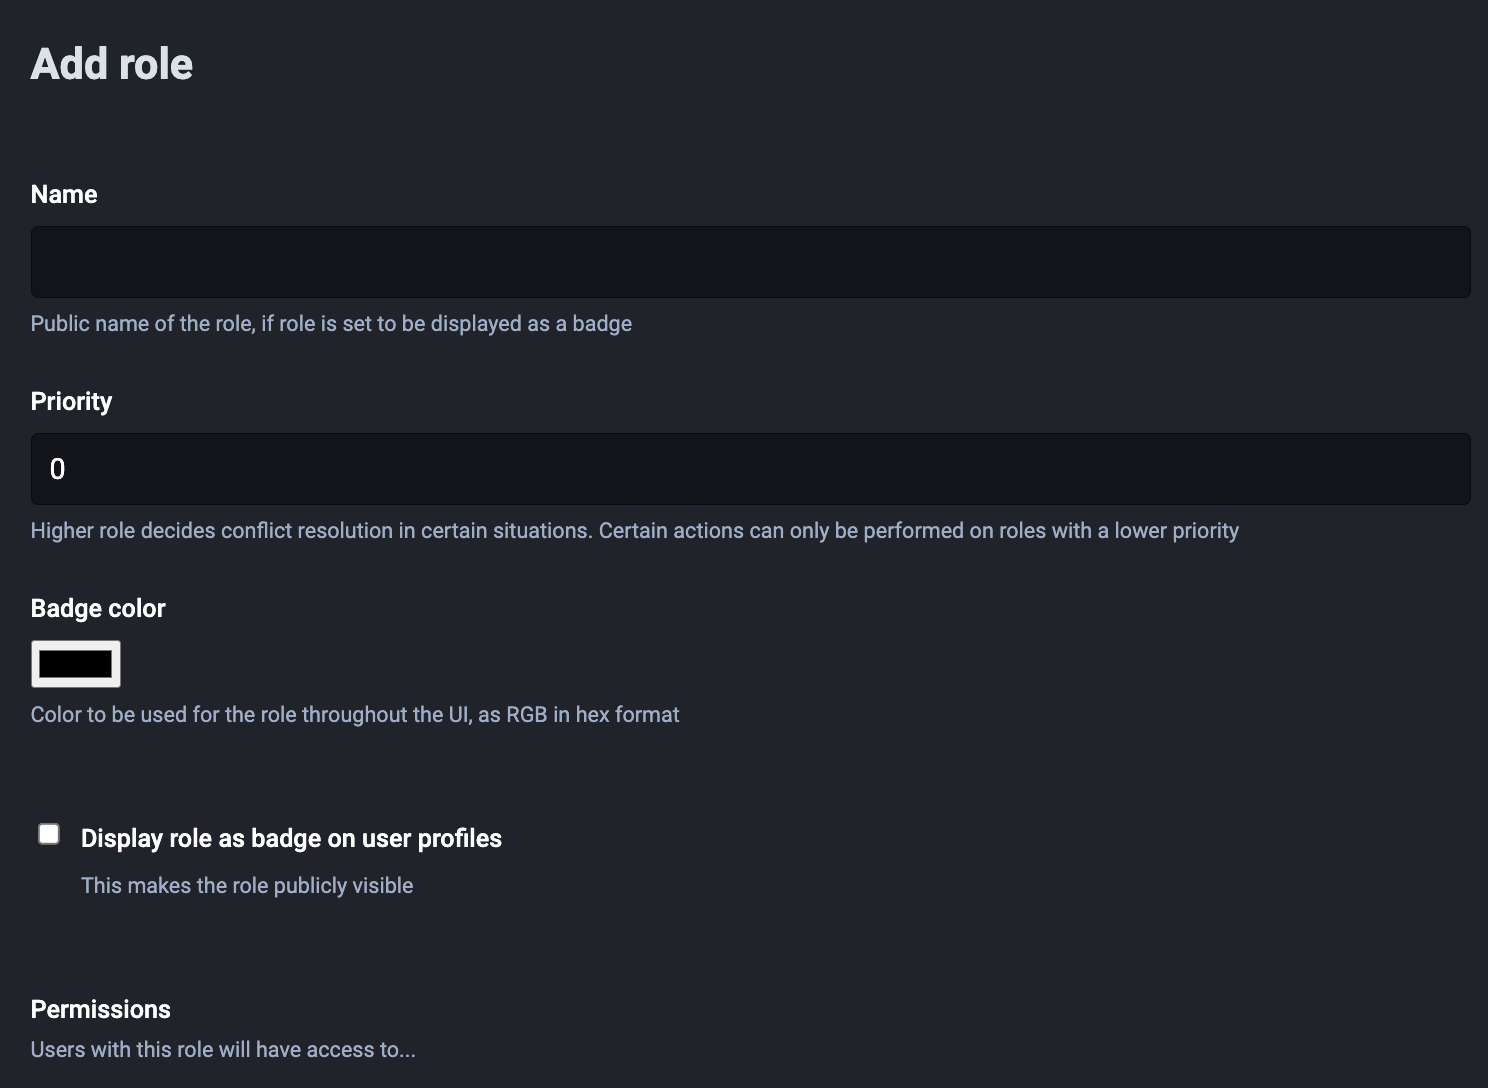 Add role
Name
Public name of the role, if role is set to be displayed as a badge
Priority
0
Higher role decides conflict resolution in certain situations. Certain actions can only be performed on roles with a lower priority
Badge color
Color to be used for the role throughout the UI, as RGB in hex format
Display role as badge on user profiles
This makes the role publicly visible
Permissions
Users with this role will have access to...